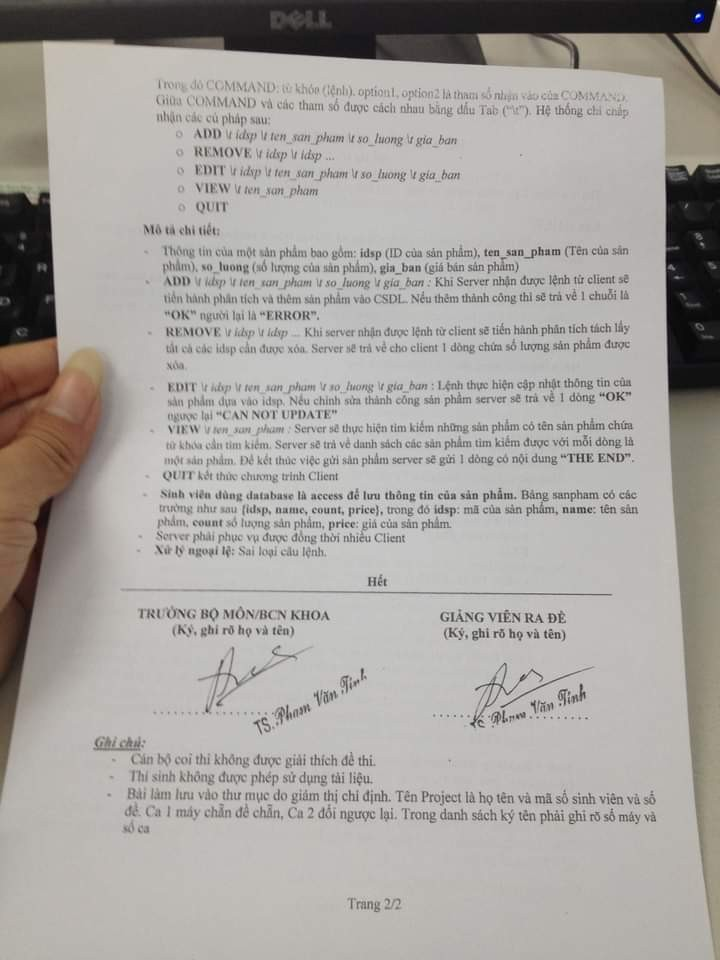 DELL
Trong đó COMMAND: từ khóa (lệnh), option1, option2 là tham số nhận vào của COMMAND.
Giữa COMMAND và các tham số được cách nhau bằng dấu Tab ("\t"). Hệ thống chỉ chấp
nhận các cú pháp sau:
○ ADD \t idsp \t ten_san_pham \t so_luong \t gia_ban
○ REMOVE \t idsp \t idsp ...
○ EDIT \t idsp \t ten_san_pham \t so_luong \t gia_ban
○ VIEW \t ten_san_pham
○ QUIT
Mô tả chi tiết:
- Thông tin của một sản phẩm bao gồm: idsp (ID của sản phẩm), ten_san_pham (Tên của sản
phẩm), so_luong (số lượng của sản phẩm), gia_ban (giá bán sản phẩm)
- ADD \t idsp \t ten_san_pham \t so_luong \t gia_ban : Khi Server nhận được lệnh từ client sẽ
tiến hành phân tích và thêm sản phẩm vào CSDL. Nếu thêm thành công thì sẽ trả về 1 chuỗi là
"OK" người lại là "ERROR".
- REMOVE \t idsp \t idsp ... Khi server nhận được lệnh từ client sẽ tiến hành phân tích tách lấy
tất cả các idsp cần được xóa. Server sẽ trả về cho client 1 dòng chứa số lượng sản phẩm được
xóa.
- EDIT \t idsp \t ten_san_pham \t so_luong \t gia_ban : Lệnh thực hiện cập nhật thông tin của
sản phẩm dựa vào idsp. Nếu chỉnh sửa thành công sản phẩm server sẽ trả về 1 dòng "OK"
ngược lại "CAN NOT UPDATE"
- VIEW \t ten_san_pham : Server sẽ thực hiện tìm kiếm những sản phẩm có tên sản phẩm chứa
từ khóa cần tìm kiếm. Server sẽ trả về danh sách các sản phẩm tìm kiếm được với mỗi dòng là
một sản phẩm. Để kết thúc việc gửi sản phẩm server sẽ gửi 1 dòng có nội dung "THE END".
- QUIT kết thúc chương trình Client
- Sinh viên dùng database là access để lưu thông tin của sản phẩm. Bảng sanpham có các
trường như sau {idsp, name, count, price}, trong đó idsp: mã của sản phẩm, name: tên sản
phẩm, count số lượng sản phẩm, price: giá của sản phẩm.
- Server phải phục vụ được đồng thời nhiều Client
- Xử lý ngoại lệ: Sai loại câu lệnh.
Hết
TRƯỞNG BỘ MÔN/BCN KHOA
(Ký, ghi rõ họ và tên)
TS. Phạm Văn Tính
GIẢNG VIÊN RA ĐỀ
(Ký, ghi rõ họ và tên)
Phạm Văn Tính
Ghi chú:
- Cán bộ coi thi không được giải thích đề thi.
- Thí sinh không được phép sử dụng tài liệu.
- Bài làm lưu vào thư mục do giám thị chỉ định. Tên Project là họ tên và mã số sinh viên và số
đề. Ca 1 máy chẵn đề chẵn, Ca 2 đổi ngược lại. Trong danh sách ký tên phải ghi rõ số máy và
số ca
Trang 2/2